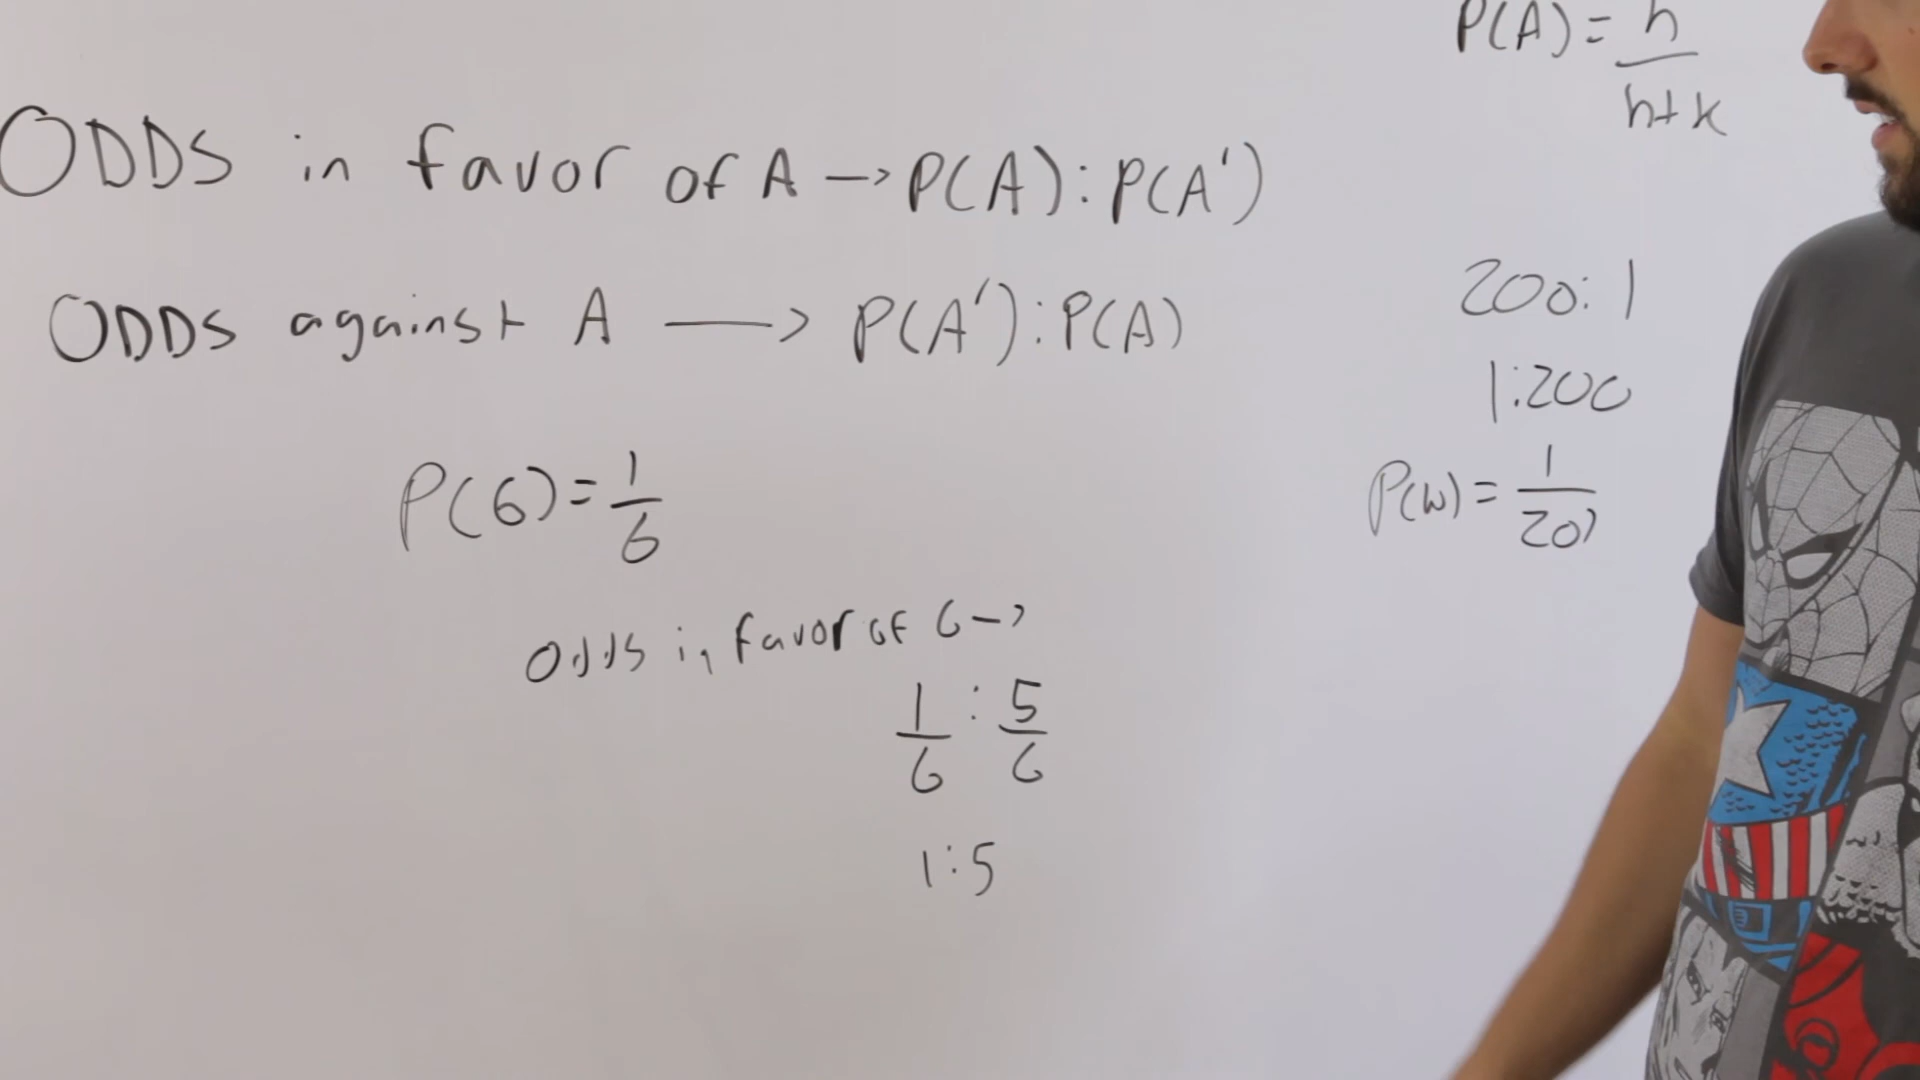 ODDS in favor of A → P(A) : P(A')
ODDS against A → P(A') : P(A)
P(6) = 1/6
Odds in favor of 6 →
1/6 : 5/6
1:5
P(A) = h/h+k
200:1
1:200
P(W) = 1/201